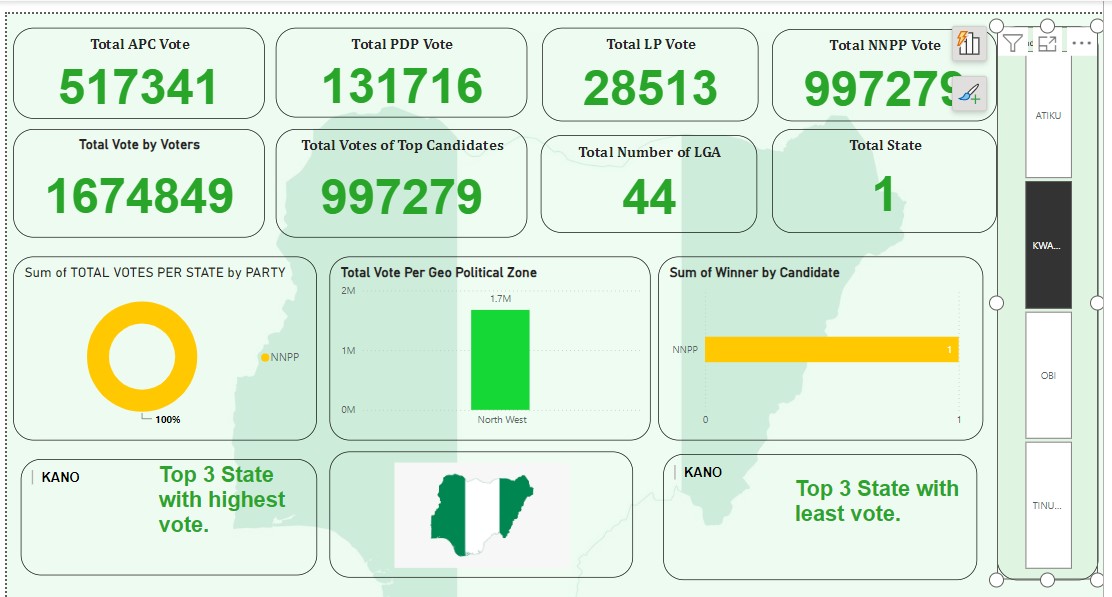 Total APC Vote
517341
Total PDP Vote
131716
Total LP Vote
28513
Total NNPP Vote
997279
Total Vote by Voters
1674849
Total Votes of Top Candidates
997279
Total Number of LGA
44
Total State
1
ATIKU
KWA...
OBI
TINU...
Sum of TOTAL VOTES PER STATE by PARTY
NNPP
100%
Total Vote Per Geo Political Zone
2M
1.7M
1M
0M
North West
Sum of Winner by Candidate
NNPP
1
0
1
KANO
Top 3 State
with highest
vote.
KANO
Top 3 State with
least vote.